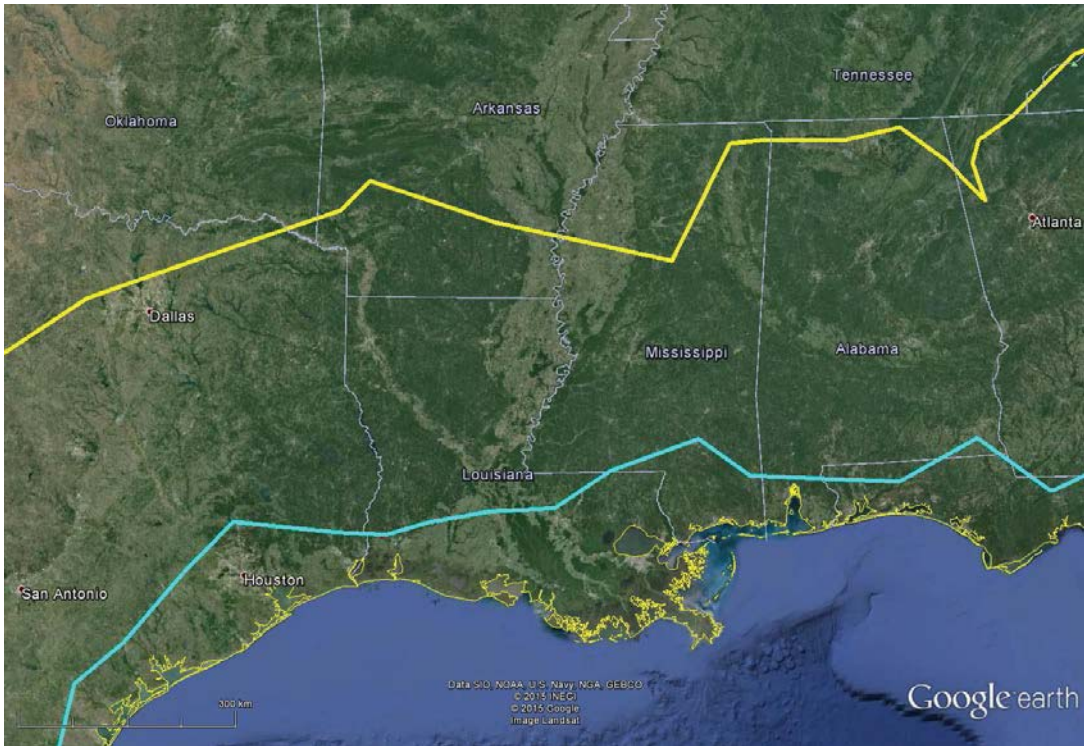 Tennessee
Arkansas
Oklahoma
Atlanta
Dallas
Mississippi
Alabama
Louisiana
Houston
San Antonio
Data SIO, NOAA, U.S. Navy, NGA, GEBCO
© 2015 INEGI
© 2015 Google
Image Landsat
300 km
Google earth